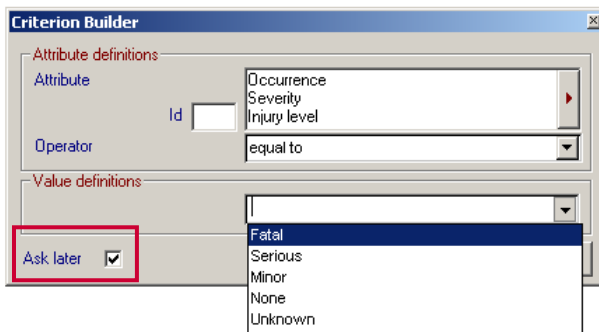 Criterion Builder
Attribute definitions
Attribute
Occurrence
Severity
Id
Injury level
Operator
equal to
Value definitions
Ask later
Fatal
Serious
Minor
None
Unknown